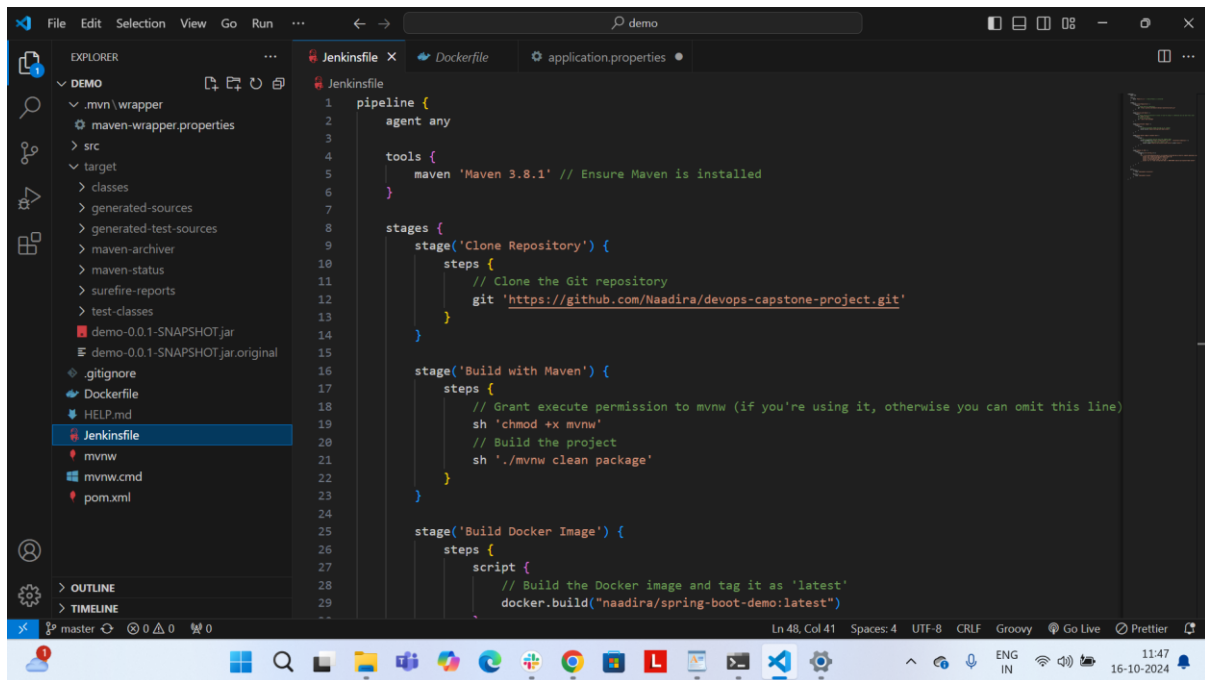 File Edit Selection View Go Run ···
demo
EXPLORER ···
DEMO
.mvn\wrapper
maven-wrapper.properties
src
target
classes
generated-sources
generated-test-sources
maven-archiver
maven-status
surefire-reports
test-classes
demo-0.0.1-SNAPSHOT.jar
demo-0.0.1-SNAPSHOT.jar.original
.gitignore
Dockerfile
HELP.md
Jenkinsfile
mvnw
mvnw.cmd
pom.xml
OUTLINE
TIMELINE
Jenkinsfile Dockerfile application.properties
Jenkinsfile
1 pipeline {
2 agent any
3
4 tools {
5 maven 'Maven 3.8.1' // Ensure Maven is installed
6 }
7
8 stages {
9 stage('Clone Repository') {
10 steps {
11 // Clone the Git repository
12 git 'https://github.com/Naadira/devops-capstone-project.git'
13 }
14 }
15
16 stage('Build with Maven') {
17 steps {
18 // Grant execute permission to mvnw (if you're using it, otherwise you can omit this line)
19 sh 'chmod +x mvnw'
20 // Build the project
21 sh './mvnw clean package'
22 }
23 }
24
25 stage('Build Docker Image') {
26 steps {
27 script {
28 // Build the Docker image and tag it as 'latest'
29 docker.build("naadira/spring-boot-demo:latest")
master 0 0 0 Ln 48, Col 41 Spaces: 4 UTF-8 CRLF Groovy Go Live Prettier
1
1
L
ENG
IN
11:47
16-10-2024